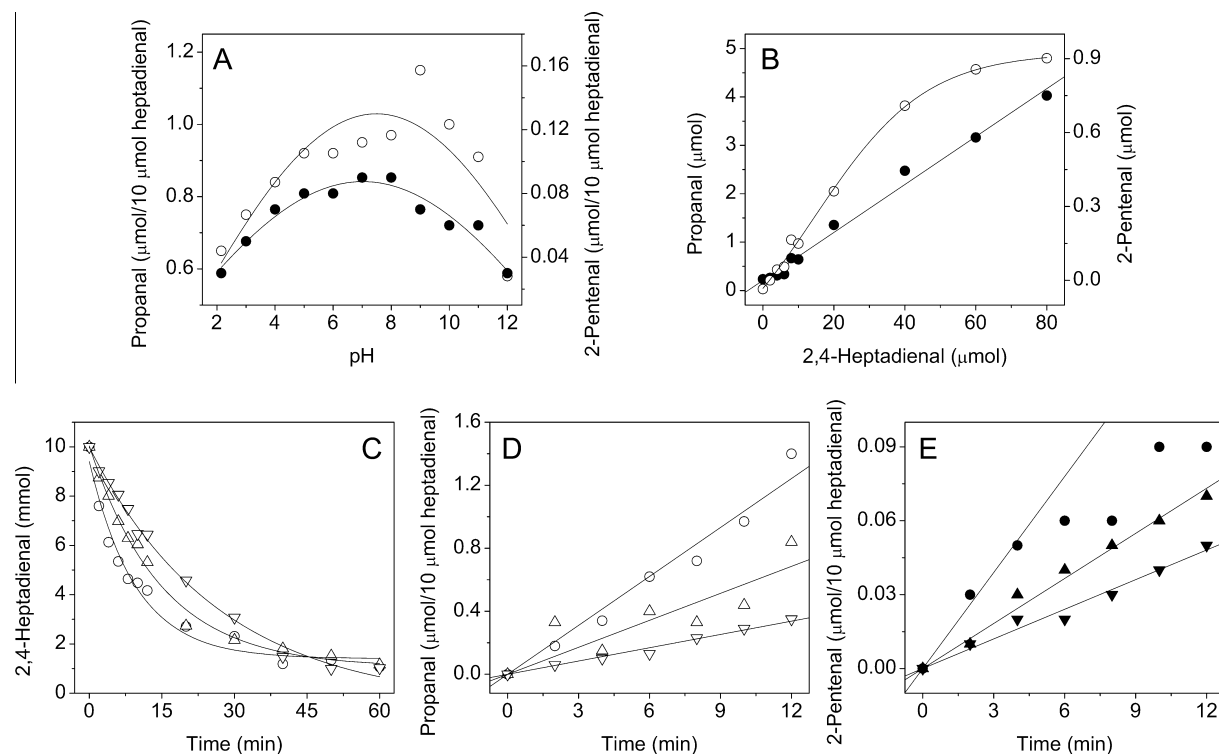 A
Propanal (μmol/10 μmol heptadienal)
1.2
1.0
0.8
0.6
0.16
0.12
0.08
0.04
2-Pentenal (μmol/10 μmol heptadienal)
2 4 6 8 10 12
pH
B
Propanal (μmol)
5
4
3
2
1
0
0.9
0.6
0.3
0.0
2-Pentenal (μmol)
0 20 40 60 80
2,4-Heptadienal (μmol)
C
2,4-Heptadienal (mmol)
10
8
6
4
2
0
0 15 30 45 60
Time (min)
D
Propanal (μmol/10 μmol heptadienal)
1.6
1.2
0.8
0.4
0.0
0 3 6 9 12
Time (min)
E
2-Pentenal (μmol/10 μmol heptadienal)
0.09
0.06
0.03
0.00
0 3 6 9 12
Time (min)